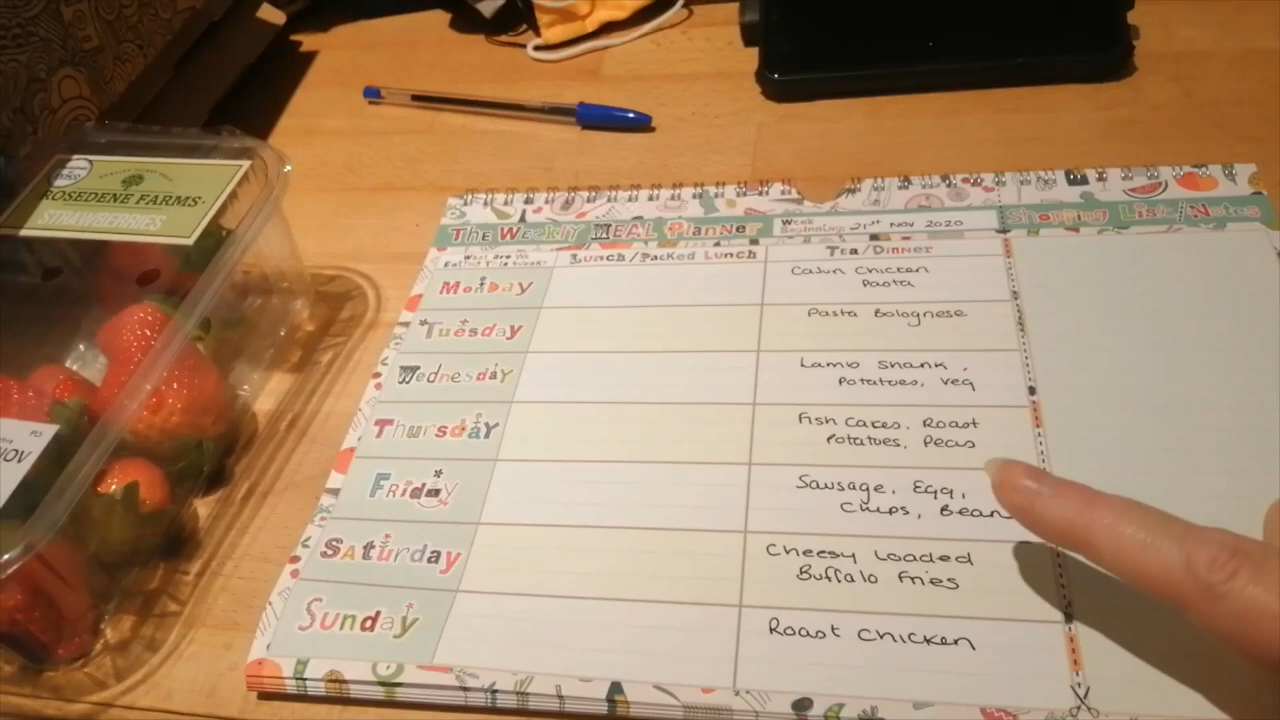 ROSEDENE FARMS
STRAWBERRIES
NOV
The Weekly MEAL Planner
Week Beginning: 21st NOV 2020
Shopping List/Notes
What Are We Eating This Week?
Lunch/Packed Lunch
Tea/Dinner
Monday
Cajun Chicken
Pasta
Tuesday
Pasta Bolognese
Wednesday
Lamb Shank,
Potatoes, Veg
Thursday
Fish Cakes, Roast
Potatoes, Peas
Friday
Sausage, Egg,
Chips, Bean
Saturday
Cheesy Loaded
Buffalo Fries
Sunday
Roast Chicken